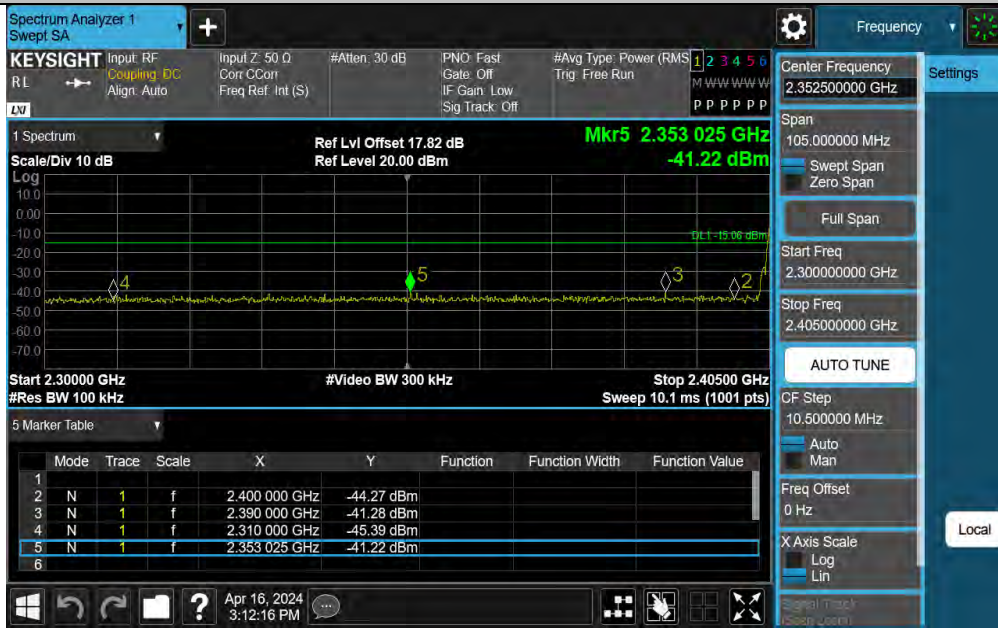 Spectrum Analyzer 1
Swept SA
Frequency
KEYSIGHT
RL
LXI
Input: RF
Coupling: DC
Align: Auto
Input Z: 50 Ω
Corr CCorr
Freq Ref: Int (S)
#Atten: 30 dB
PNO: Fast
Gate: Off
IF Gain: Low
Sig Track: Off
#Avg Type: Power (RMS
Trig: Free Run
1 2 3 4 5 6
M W W W W W
P P P P P P
1 Spectrum
Scale/Div 10 dB
Log
Ref Lvl Offset 17.82 dB
Ref Level 20.00 dBm
Mkr5 2.353 025 GHz
-41.22 dBm
10.0
0.00
-10.0
-20.0
-30.0
-40.0
-50.0
-60.0
-70.0
DL1 -15.06 dBm
4
5
3
2
Start 2.30000 GHz
#Video BW 300 kHz
Stop 2.40500 GHz
#Res BW 100 kHz
Sweep 10.1 ms (1001 pts)
5 Marker Table
Mode Trace Scale X Y Function Function Width Function Value
1
2 N 1 f 2.400 000 GHz -44.27 dBm
3 N 1 f 2.390 000 GHz -41.28 dBm
4 N 1 f 2.310 000 GHz -45.39 dBm
5 N 1 f 2.353 025 GHz -41.22 dBm
6
?
Apr 16, 2024
3:12:16 PM
Center Frequency
2.352500000 GHz
Settings
Span
105.000000 MHz
Swept Span
Zero Span
Full Span
Start Freq
2.300000000 GHz
Stop Freq
2.405000000 GHz
AUTO TUNE
CF Step
10.500000 MHz
Auto
Man
Freq Offset
0 Hz
Local
X Axis Scale
Log
Lin
Signal Track
(Span Zoom)